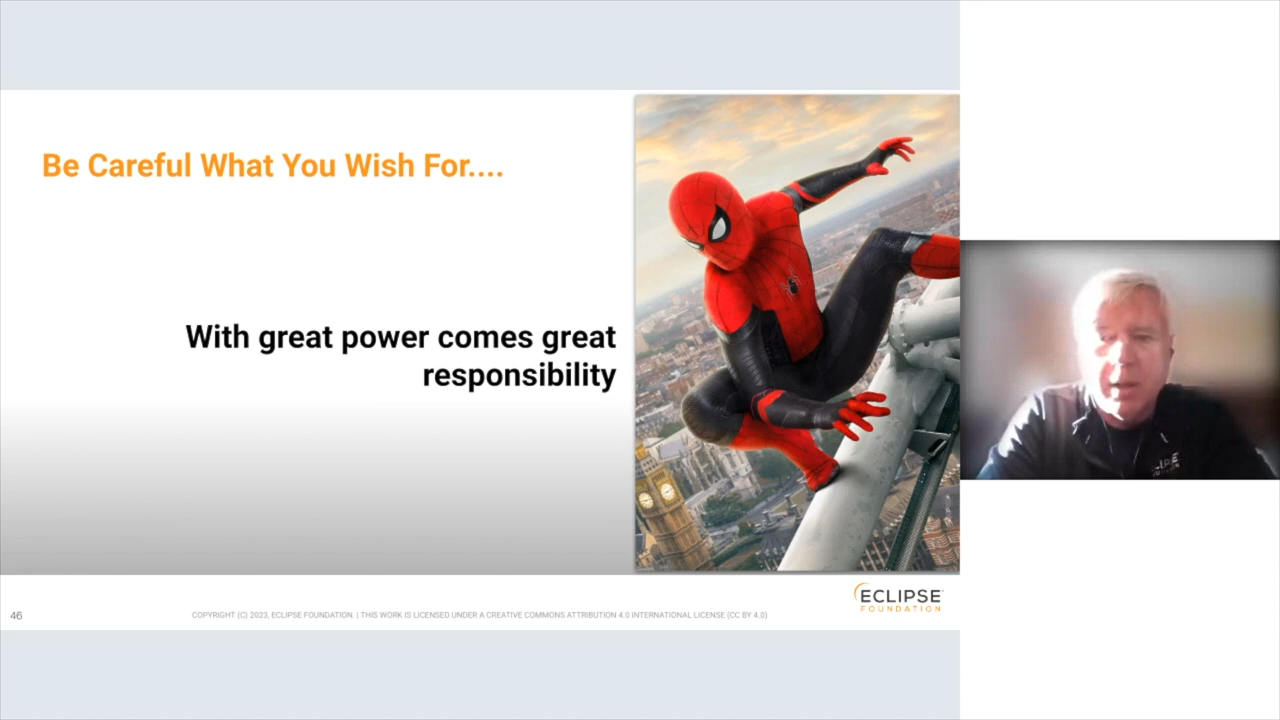 Be Careful What You Wish For....
With great power comes great
responsibility
46
COPYRIGHT (C) 2023, ECLIPSE FOUNDATION. | THIS WORK IS LICENSED UNDER A CREATIVE COMMONS ATTRIBUTION 4.0 INTERNATIONAL LICENSE (CC BY 4.0)
ECLIPSE
FOUNDATION